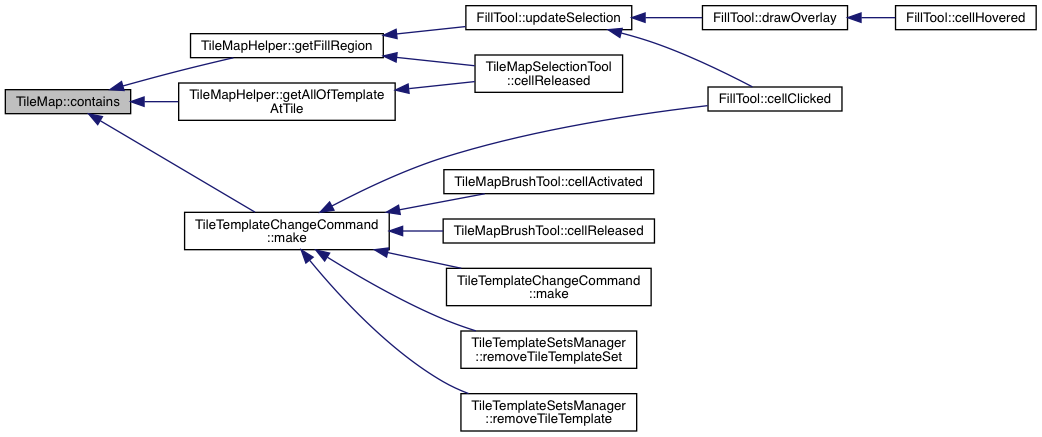 FillTool::updateSelection
FillTool::drawOverlay
FillTool::cellHovered
TileMapHelper::getFillRegion
TileMapSelectionTool
::cellReleased
TileMap::contains
TileMapHelper::getAllOfTemplate
AtTile
FillTool::cellClicked
TileMapBrushTool::cellActivated
TileTemplateChangeCommand
::make
TileMapBrushTool::cellReleased
TileTemplateChangeCommand
::make
TileTemplateSetsManager
::removeTileTemplateSet
TileTemplateSetsManager
::removeTileTemplate